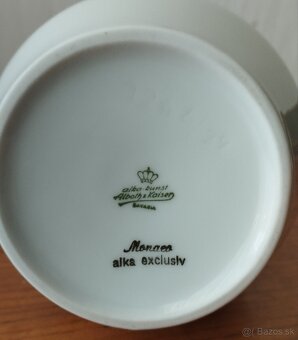 alka-kunst
Alboth & Kaiser
BAVARIA
Monaco
alka exclusiv
@ / Bazos.sk